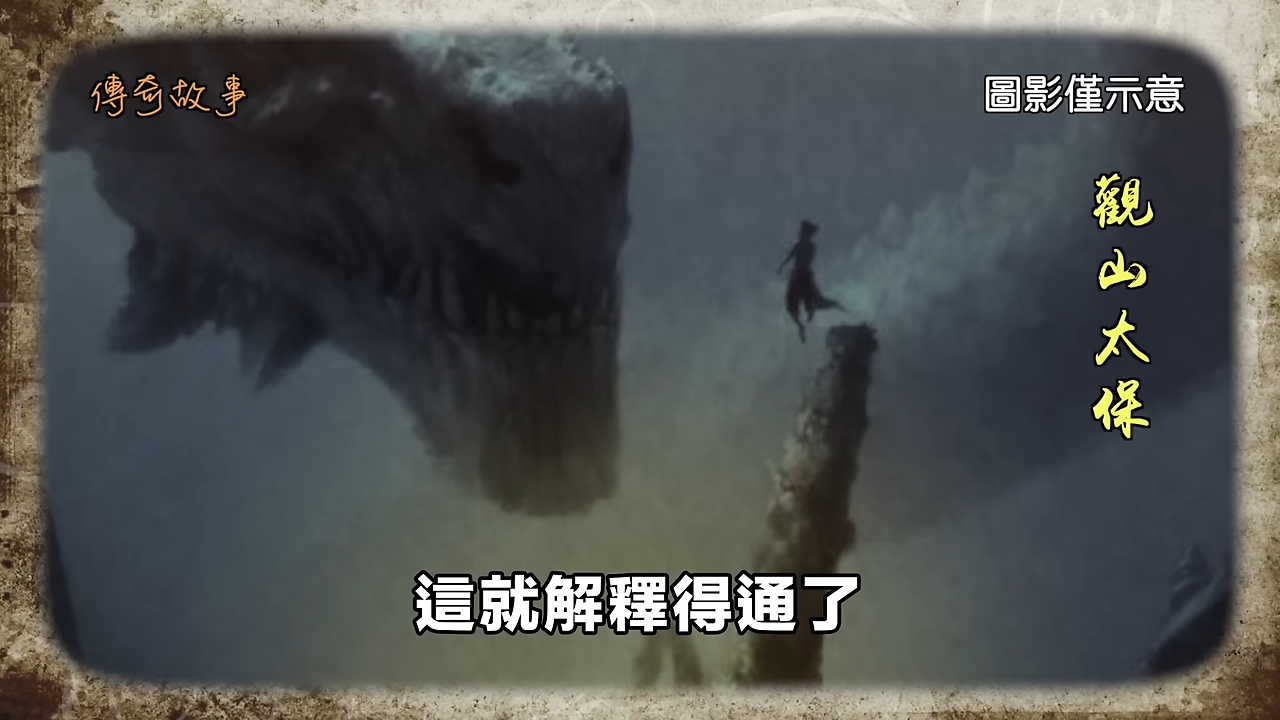 傳奇故事
圖影僅示意
觀山太保
這就解釋得通了